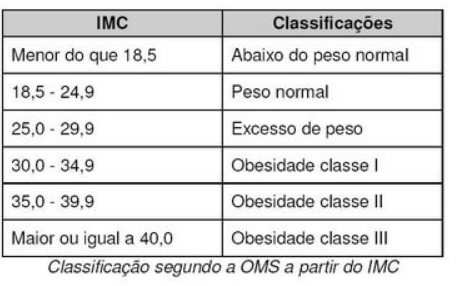 IMC Classificações
Menor do que 18,5 Abaixo do peso normal
18,5 - 24,9 Peso normal
25,0 - 29,9 Excesso de peso
30,0 - 34,9 Obesidade classe I
35,0 - 39,9 Obesidade classe II
Maior ou igual a 40,0 Obesidade classe III
Classificação segundo a OMS a partir do IMC